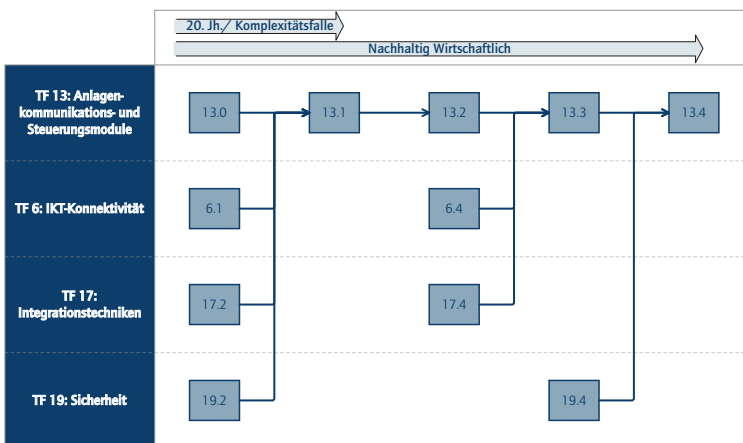 20. Jh./ Komplexitätsfalle
Nachhaltig Wirtschaftlich
TF 13: Anlagen-
kommunikations- und
Steuerungsmodule
13.0
13.1
13.2
13.3
13.4
TF 6: IKT-Konnektivität
6.1
6.4
TF 17:
Integrationstechniken
17.2
17.4
TF 19: Sicherheit
19.2
19.4